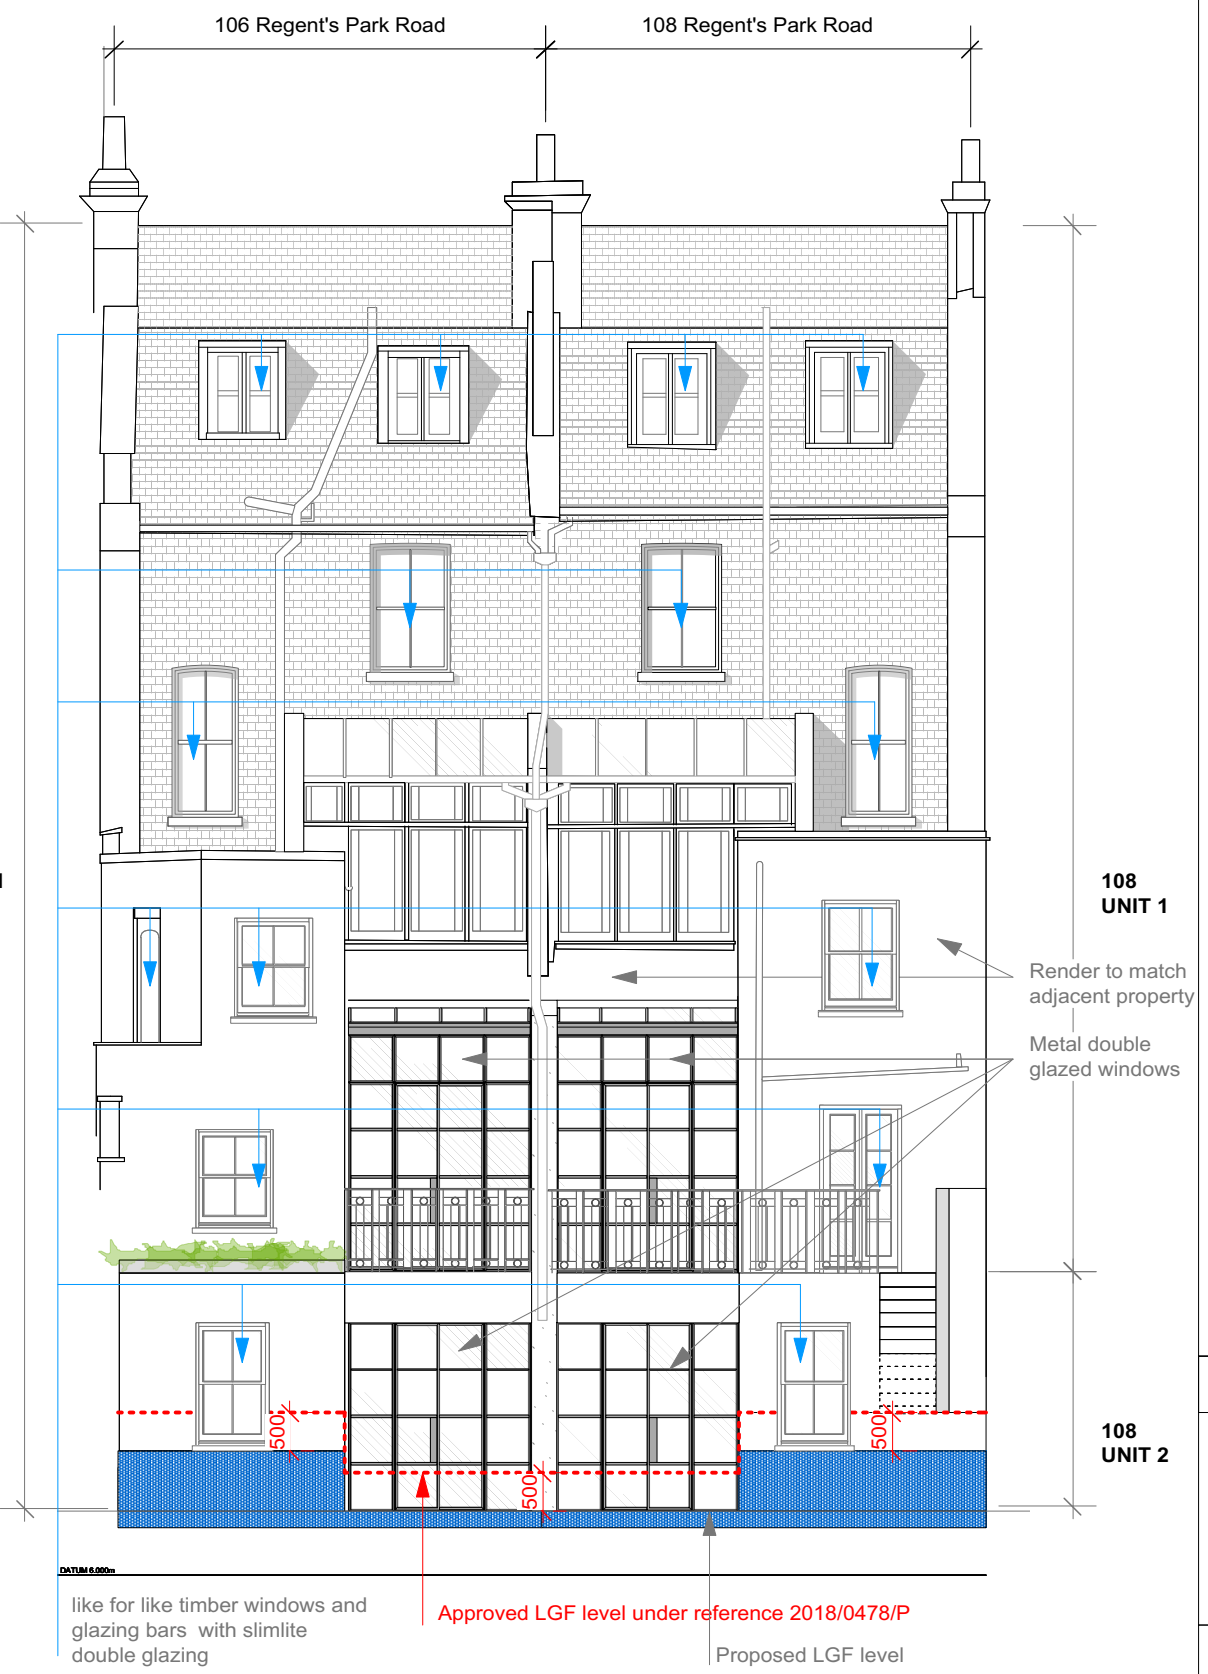 106 Regent's Park Road
108 Regent's Park Road
108
UNIT 1
Render to match
adjacent property
Metal double
glazed windows
500
500
500
108
UNIT 2
DATUM 6.000m
like for like timber windows and
glazing bars with slimlite
double glazing
Approved LGF level under reference 2018/0478/P
Proposed LGF level